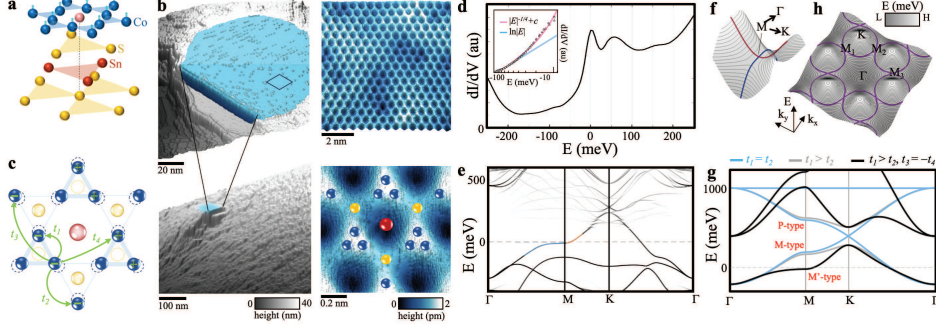 a
Co
S
Sn
b
20 nm
2 nm
100 nm
0 40
height (nm)
0.2 nm
0 2
height (pm)
c
t₁
t₂
t₃
t₄
d
dI/dV (au)
|E|⁻¹/⁴+c
ln|E|
dI/dV (au)
-100 -10
E (meV)
-200 -100 0 100 200
E (meV)
e
E (meV)
500
0
Γ M K Γ
f
Γ
M
K
h
E (meV)
L H
K
M₁ M₂
M₃
Γ
E
kᵧ kₓ
t₁ = t₂ t₁ > t₂ t₁ > t₂, t₃ = −t₄
g
E (meV)
1000
0
P-type
M-type
M'-type
Γ M K Γ